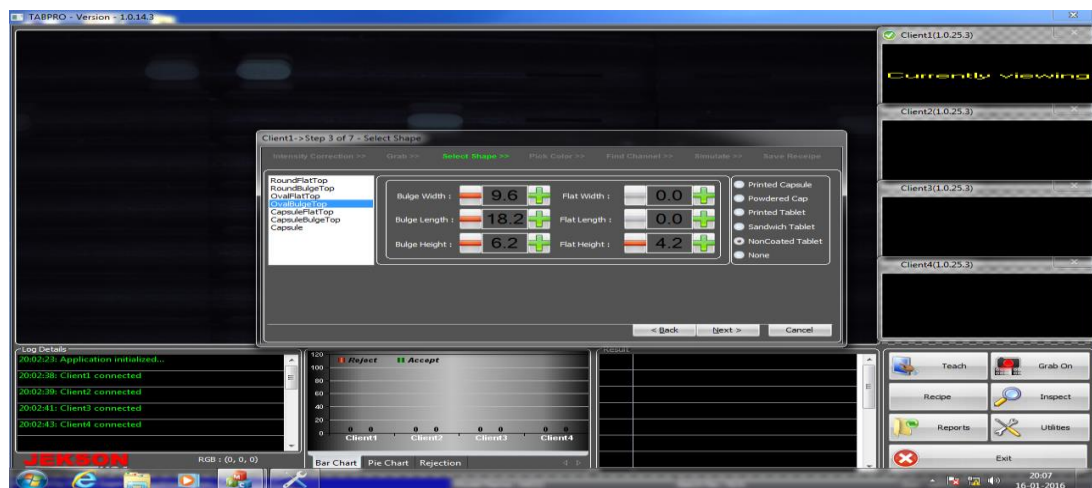 TABPRO - Version - 1.0.14.3
Client1(1.0.25.3)
Currently viewing
Client2(1.0.25.3)
Client3(1.0.25.3)
Client4(1.0.25.3)
Client1->Step 3 of 7 - Select Shape
Intensity Correction >> Grab >> Select Shape >> Pick Color >> Find Channel >> Simulate >> Save Receipe
RoundFlatTop
RoundBulgeTop
OvalFlatTop
OvalBulgeTop
CapsuleFlatTop
CapsuleBulgeTop
Capsule
Bulge Width : 9.6 Flat Width : 0.0
Bulge Length : 18.2 Flat Length : 0.0
Bulge Height : 6.2 Flat Height : 4.2
Printed Capsule
Powdered Cap
Printed Tablet
Sandwich Tablet
NonCoated Tablet
None
< Back Next > Cancel
Log Details
20:02:23: Application initialized...
20:02:38: Client1 connected
20:02:39: Client2 connected
20:02:41: Client3 connected
20:02:43: Client4 connected
JEKSON
RGB : (0, 0, 0)
Reject Accept
120
100
80
60
40
20
0
0 0 0 0 0 0 0 0
Client1 Client2 Client3 Client4
Bar Chart Pie Chart Rejection
Result
Teach Grab On
Recipe Inspect
Reports Utilities
Exit
20:07
16-01-2016